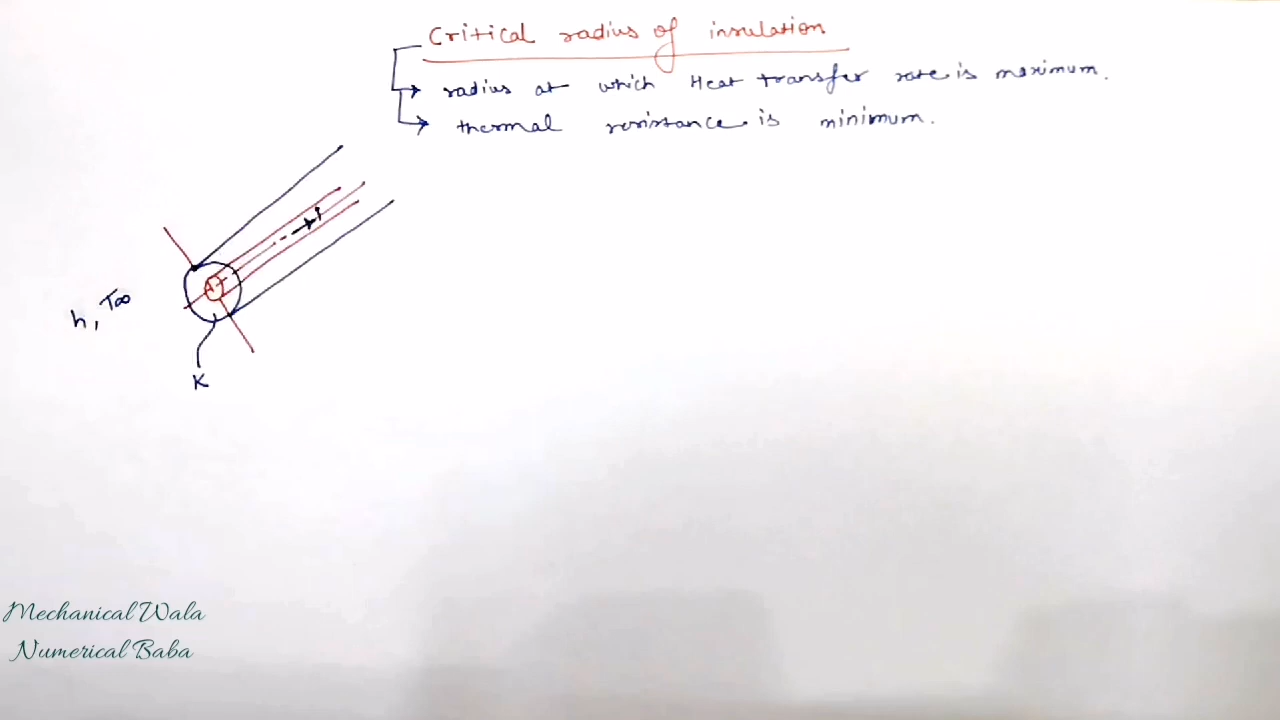 Critical radius of insulation
radius at which Heat transfer rate is maximum.
thermal resistance is minimum.
i
h, T∞
K
Mechanical Wala
Numerical Baba